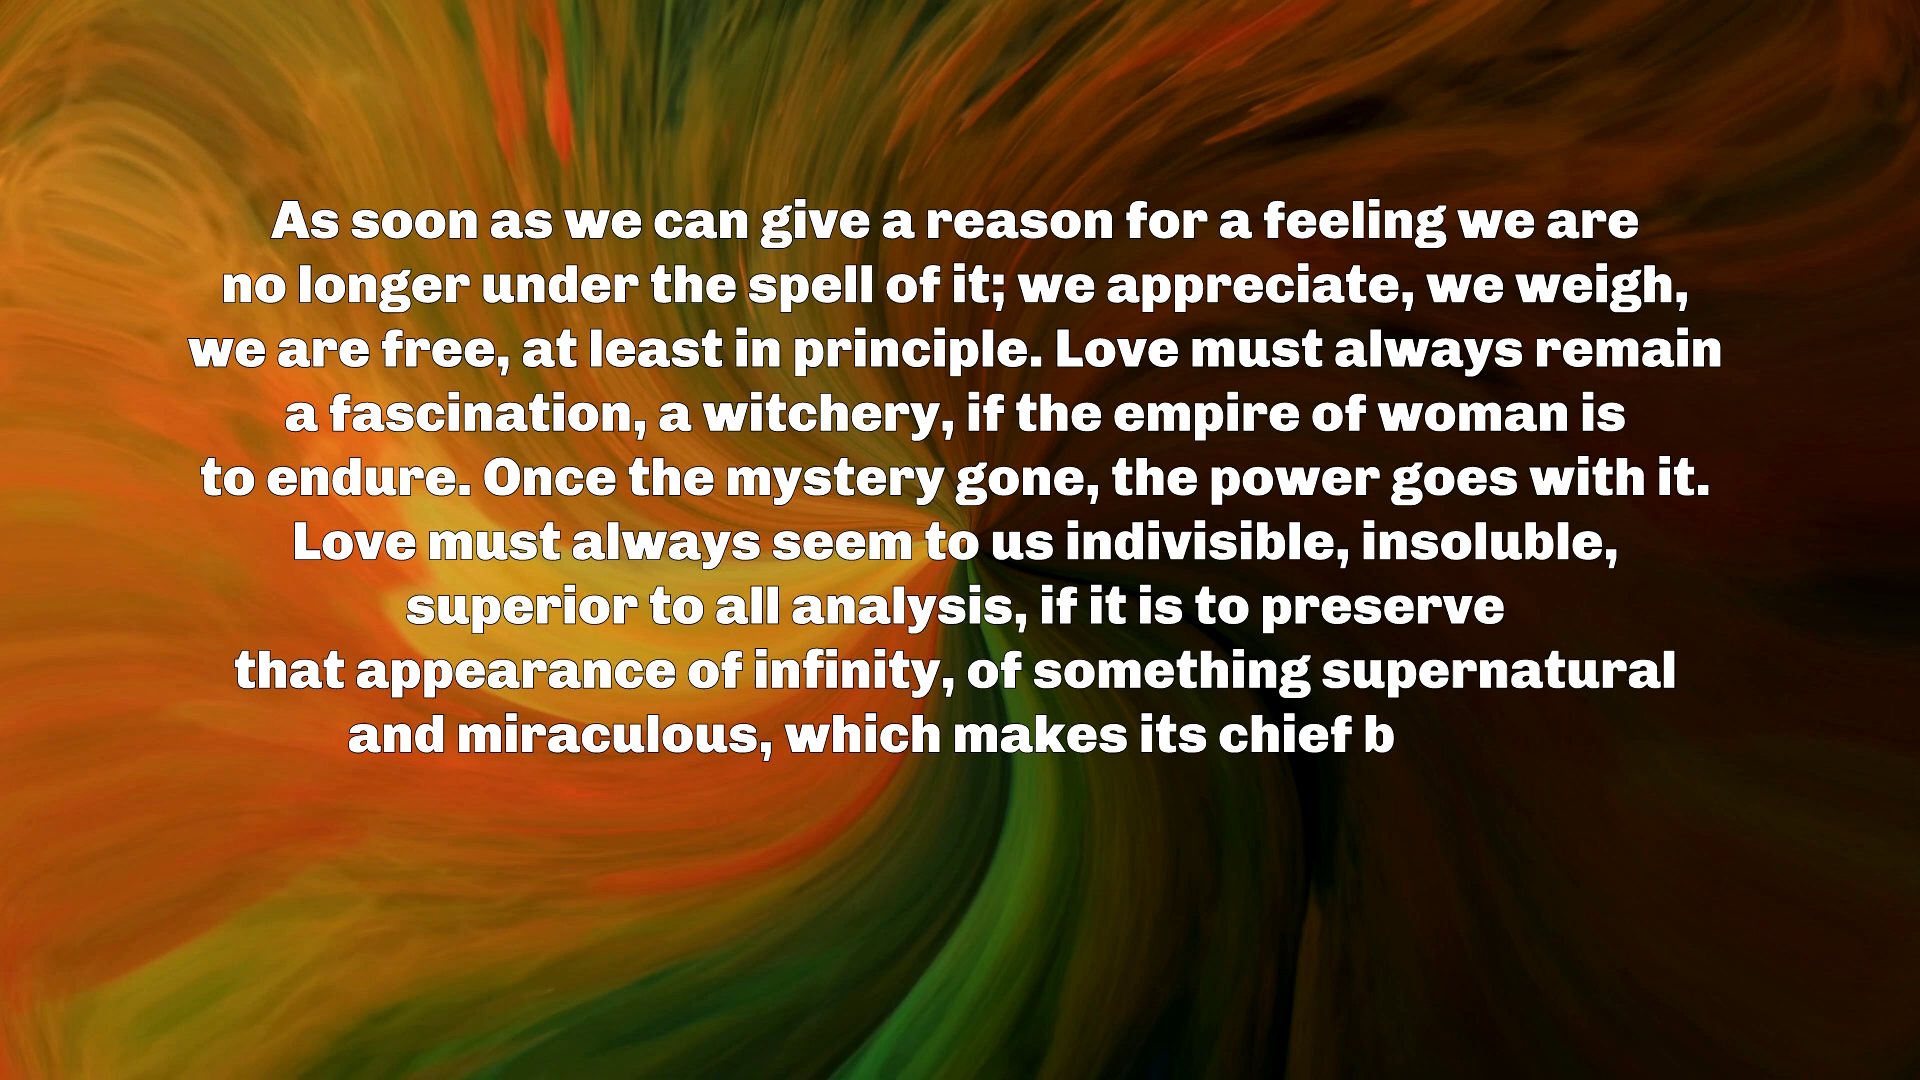 As soon as we can give a reason for a feeling we are
no longer under the spell of it; we appreciate, we weigh,
we are free, at least in principle. Love must always remain
a fascination, a witchery, if the empire of woman is
to endure. Once the mystery gone, the power goes with it.
Love must always seem to us indivisible, insoluble,
superior to all analysis, if it is to preserve
that appearance of infinity, of something supernatural
and miraculous, which makes its chief b